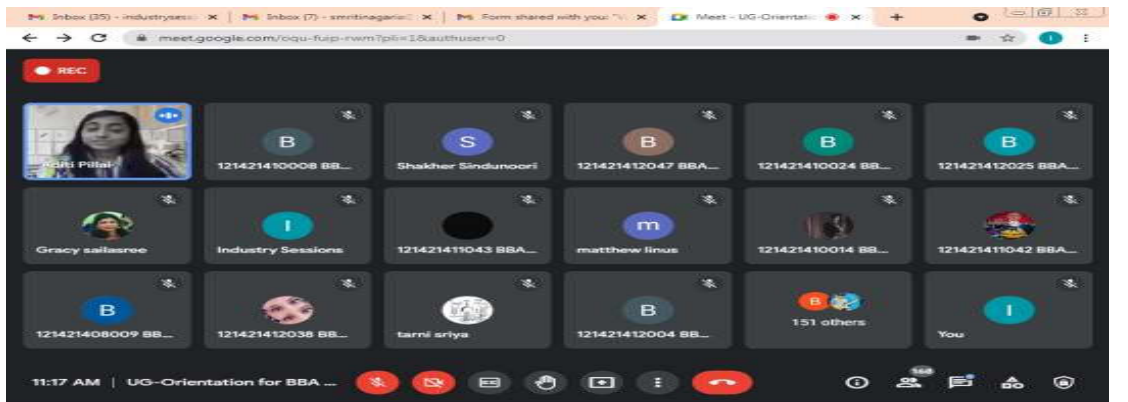 Inbox (35) - industrysess
Inbox (7) - smritinagaria
Form shared with you: "V
Meet - UG-Orientati
meet.google.com/oqu-fuip-rwm?pli=1&authuser=0
REC
B
S
B
B
B
Aditi Pillai
121421410008 BB...
Shakher Sindunoori
121421412047 BBA...
121421410024 BB...
121421412025 BBA...
I
m
Gracy sailasree
Industry Sessions
121421411043 BBA...
matthew linus
121421410014 BB...
121421411042 BBA...
B
B
B
I
121421408009 BB...
121421412038 BB...
tarni sriya
121421412004 BB...
151 others
You
11:17 AM | UG-Orientation for BBA ...
168